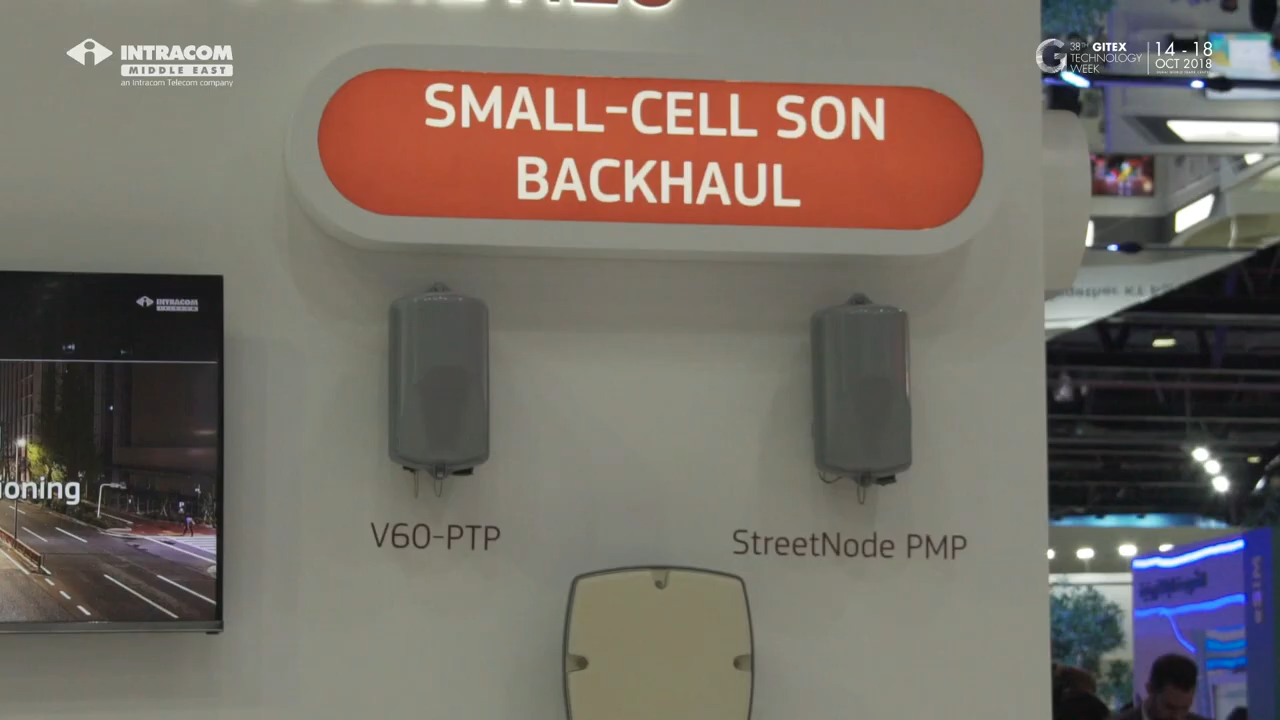 INTRACOM
MIDDLE EAST
an Intracom Telecom company
38TH GITEX
TECHNOLOGY
WEEK
14 - 18
OCT 2018
SMALL-CELL SON
BACKHAUL
INTRACOM
TELECOM
ioning
V60-PTP
StreetNode PMP